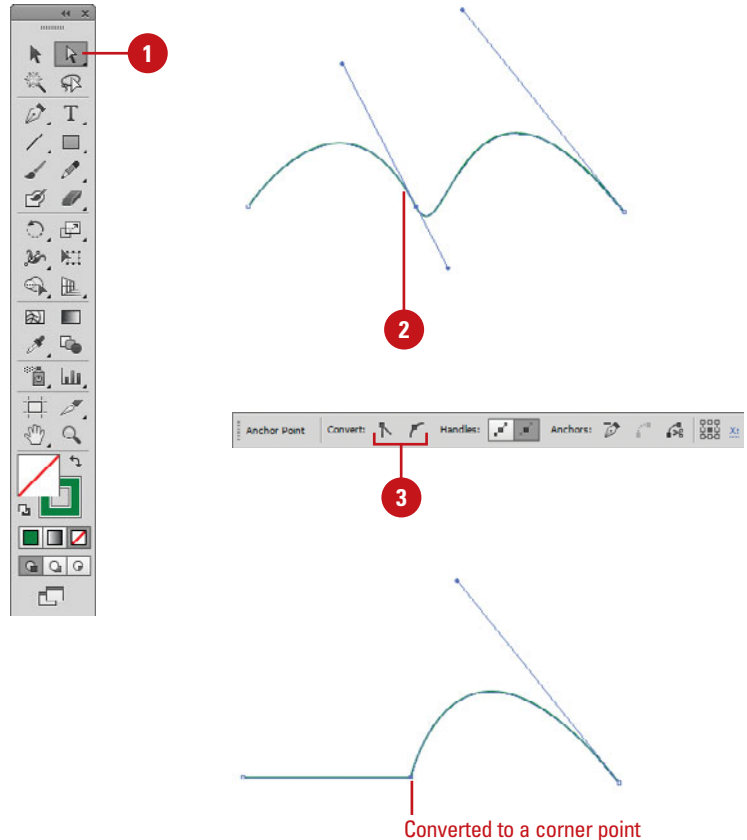 1
T
2
Anchor Point Convert: Handles: Anchors: X:
3
Converted to a corner point